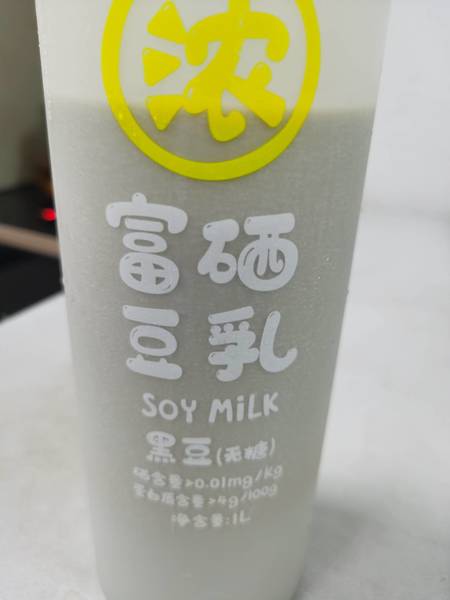 浓
富硒
豆乳
SOY MiLK
黑豆(无糖)
硒含量>0.01mg/kg
蛋白质含量>4g/100g
净含量:1L